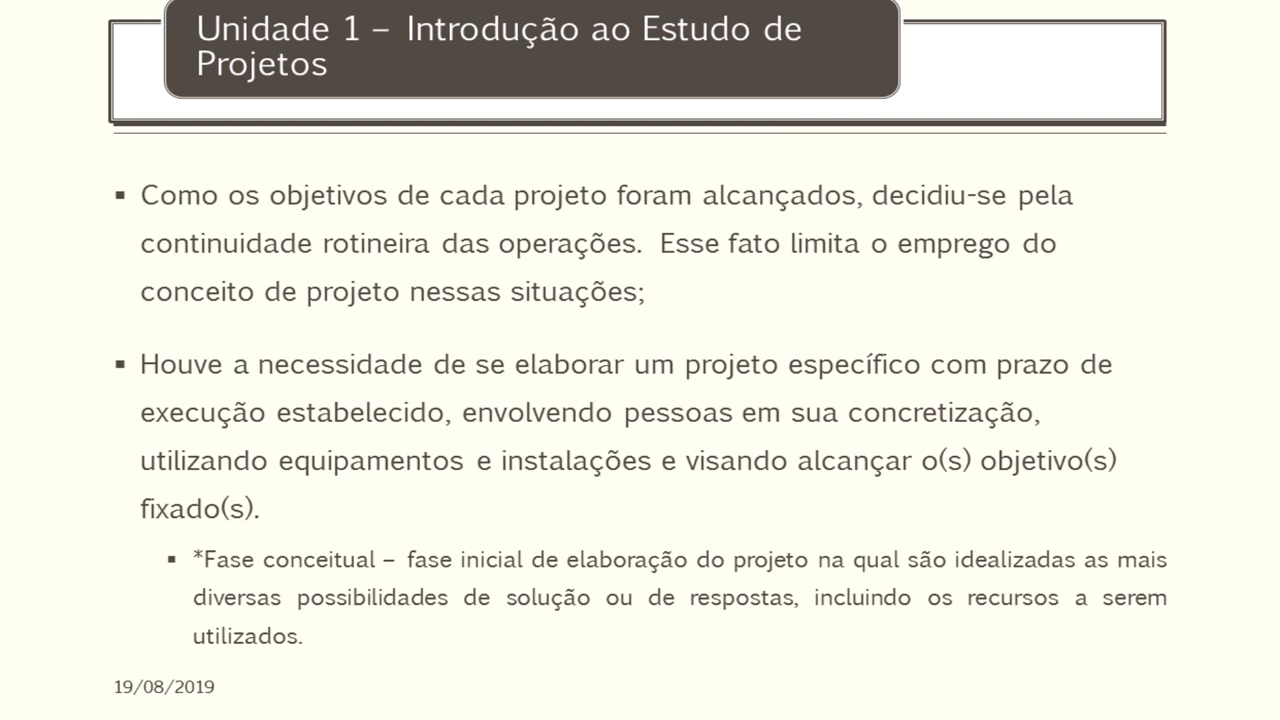 Unidade 1 – Introdução ao Estudo de
Projetos
▪ Como os objetivos de cada projeto foram alcançados, decidiu-se pela
continuidade rotineira das operações. Esse fato limita o emprego do
conceito de projeto nessas situações;
▪ Houve a necessidade de se elaborar um projeto específico com prazo de
execução estabelecido, envolvendo pessoas em sua concretização,
utilizando equipamentos e instalações e visando alcançar o(s) objetivo(s)
fixado(s).
▪ *Fase conceitual – fase inicial de elaboração do projeto na qual são idealizadas as mais
diversas possibilidades de solução ou de respostas, incluindo os recursos a serem
utilizados.
19/08/2019